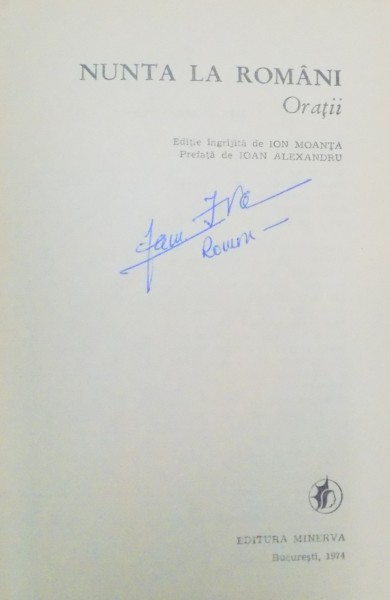 NUNTA LA ROMÂNI
Orații
Ediție îngrijită de ION MOANȚA
Prefață de IOAN ALEXANDRU
EDITURA MINERVA
București, 1974